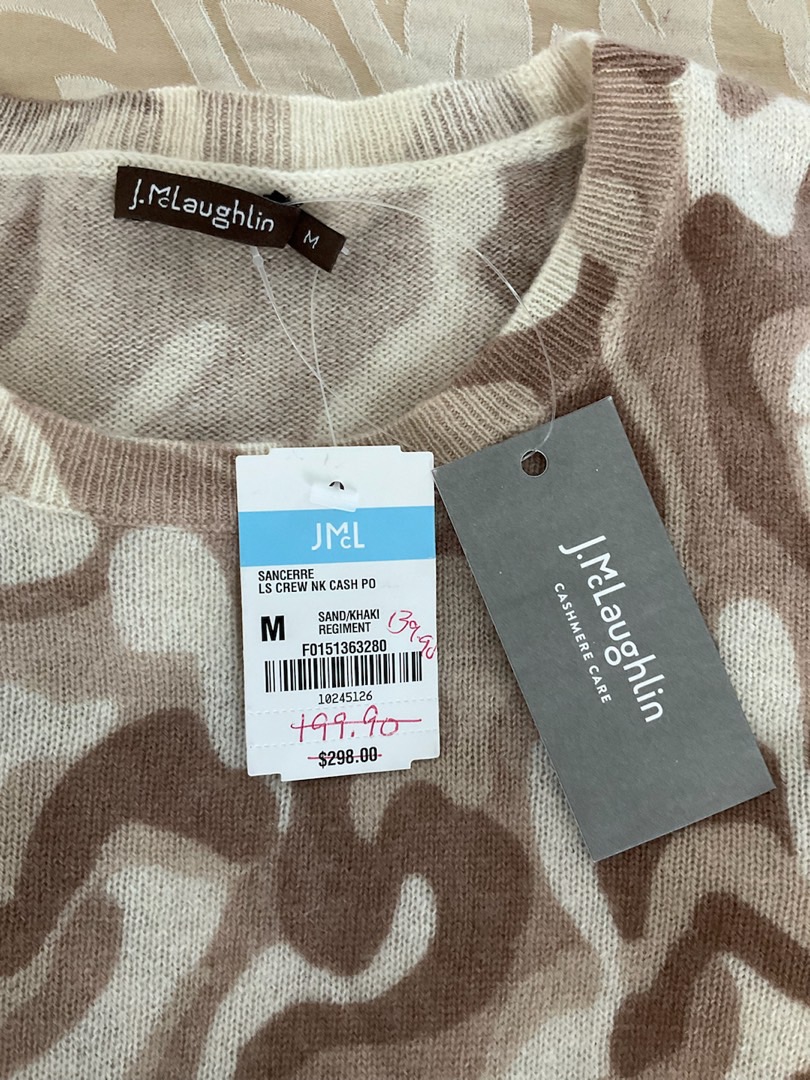 J.McLaughlin
M
JMcL
SANCERRE
LS CREW NK CASH PO
M
SAND/KHAKI
REGIMENT
139.90
F0151363280
10245126
199.90
$298.00
J.McLaughlin
CASHMERE CARE